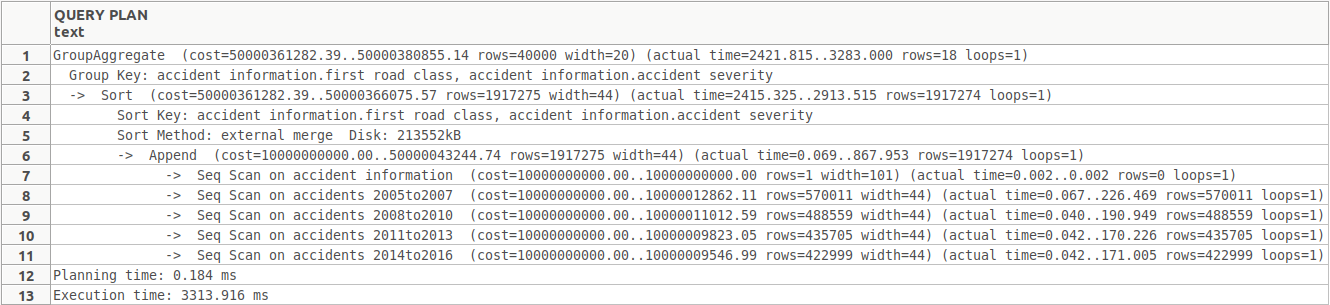 QUERY PLAN
text
1 GroupAggregate (cost=50000361282.39..50000380855.14 rows=40000 width=20) (actual time=2421.815..3283.000 rows=18 loops=1)
2 Group Key: accident information.first road class, accident information.accident severity
3 -> Sort (cost=50000361282.39..50000366075.57 rows=1917275 width=44) (actual time=2415.325..2913.515 rows=1917274 loops=1)
4 Sort Key: accident information.first road class, accident information.accident severity
5 Sort Method: external merge Disk: 213552kB
6 -> Append (cost=10000000000.00..50000043244.74 rows=1917275 width=44) (actual time=0.069..867.953 rows=1917274 loops=1)
7 -> Seq Scan on accident information (cost=10000000000.00..10000000000.00 rows=1 width=101) (actual time=0.002..0.002 rows=0 loops=1)
8 -> Seq Scan on accidents 2005to2007 (cost=10000000000.00..10000012862.11 rows=570011 width=44) (actual time=0.067..226.469 rows=570011 loops=1)
9 -> Seq Scan on accidents 2008to2010 (cost=10000000000.00..10000011012.59 rows=488559 width=44) (actual time=0.040..190.949 rows=488559 loops=1)
10 -> Seq Scan on accidents 2011to2013 (cost=10000000000.00..10000009823.05 rows=435705 width=44) (actual time=0.042..170.226 rows=435705 loops=1)
11 -> Seq Scan on accidents 2014to2016 (cost=10000000000.00..10000009546.99 rows=422999 width=44) (actual time=0.042..171.005 rows=422999 loops=1)
12 Planning time: 0.184 ms
13 Execution time: 3313.916 ms